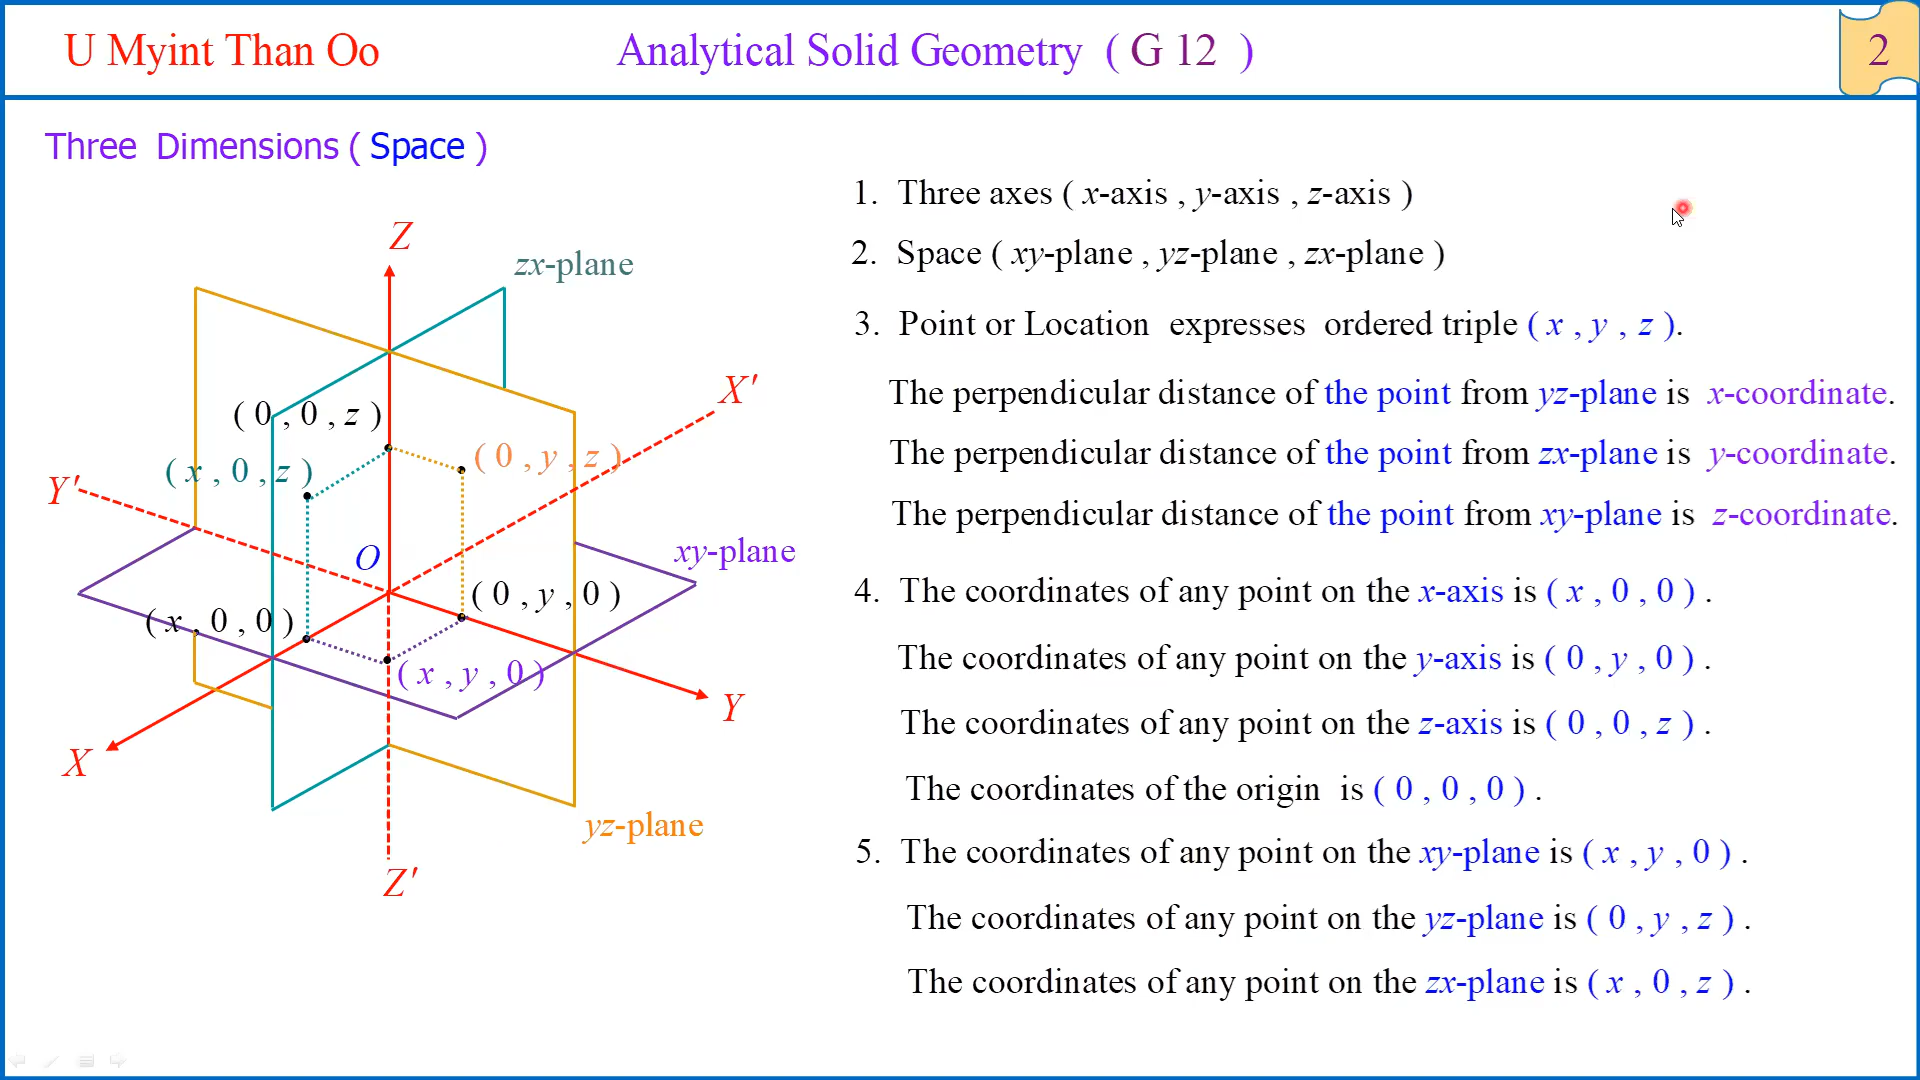 U Myint Than Oo
Analytical Solid Geometry ( G 12 )
2
Three Dimensions ( Space )
Z
zx-plane
X′
( 0 , 0 , z )
( 0 , y , z )
( x , 0 , z )
Y′
O
xy-plane
( 0 , y , 0 )
( x , 0 , 0 )
( x , y , 0 )
Y
X
yz-plane
Z′
1. Three axes ( x-axis , y-axis , z-axis )
2. Space ( xy-plane , yz-plane , zx-plane )
3. Point or Location expresses ordered triple ( x , y , z ).
The perpendicular distance of the point from yz-plane is x-coordinate.
The perpendicular distance of the point from zx-plane is y-coordinate.
The perpendicular distance of the point from xy-plane is z-coordinate.
4. The coordinates of any point on the x-axis is ( x , 0 , 0 ) .
The coordinates of any point on the y-axis is ( 0 , y , 0 ) .
The coordinates of any point on the z-axis is ( 0 , 0 , z ) .
The coordinates of the origin is ( 0 , 0 , 0 ) .
5. The coordinates of any point on the xy-plane is ( x , y , 0 ) .
The coordinates of any point on the yz-plane is ( 0 , y , z ) .
The coordinates of any point on the zx-plane is ( x , 0 , z ) .